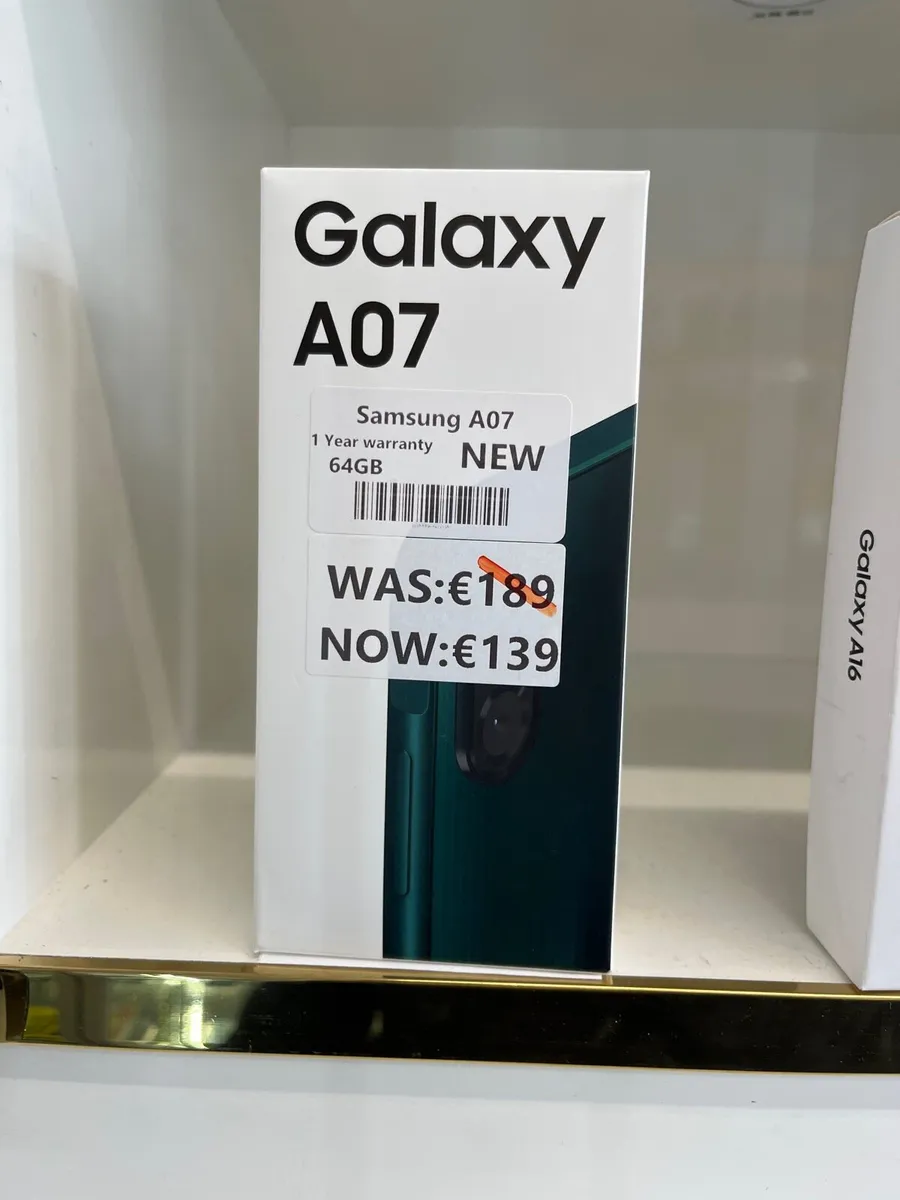 Galaxy
A07
Samsung A07
1 Year warranty
NEW
64GB
WAS:€189
NOW:€139
Galaxy A16